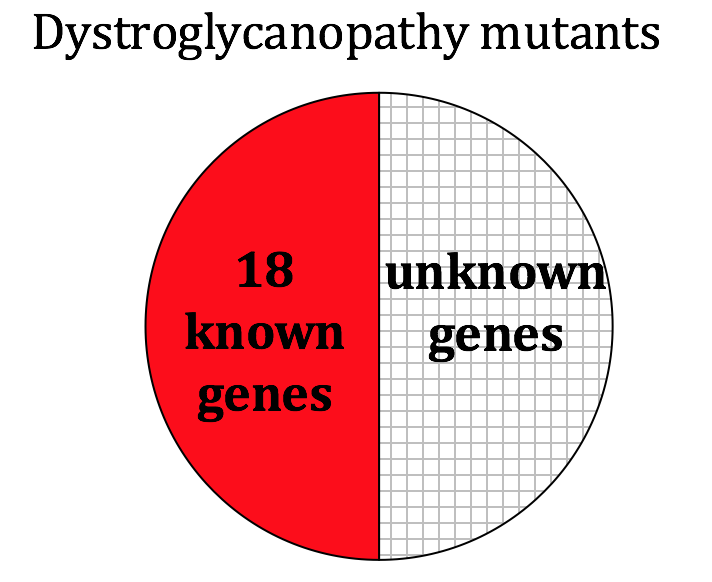 Dystroglycanopathy mutants
18
known
genes
unknown
genes